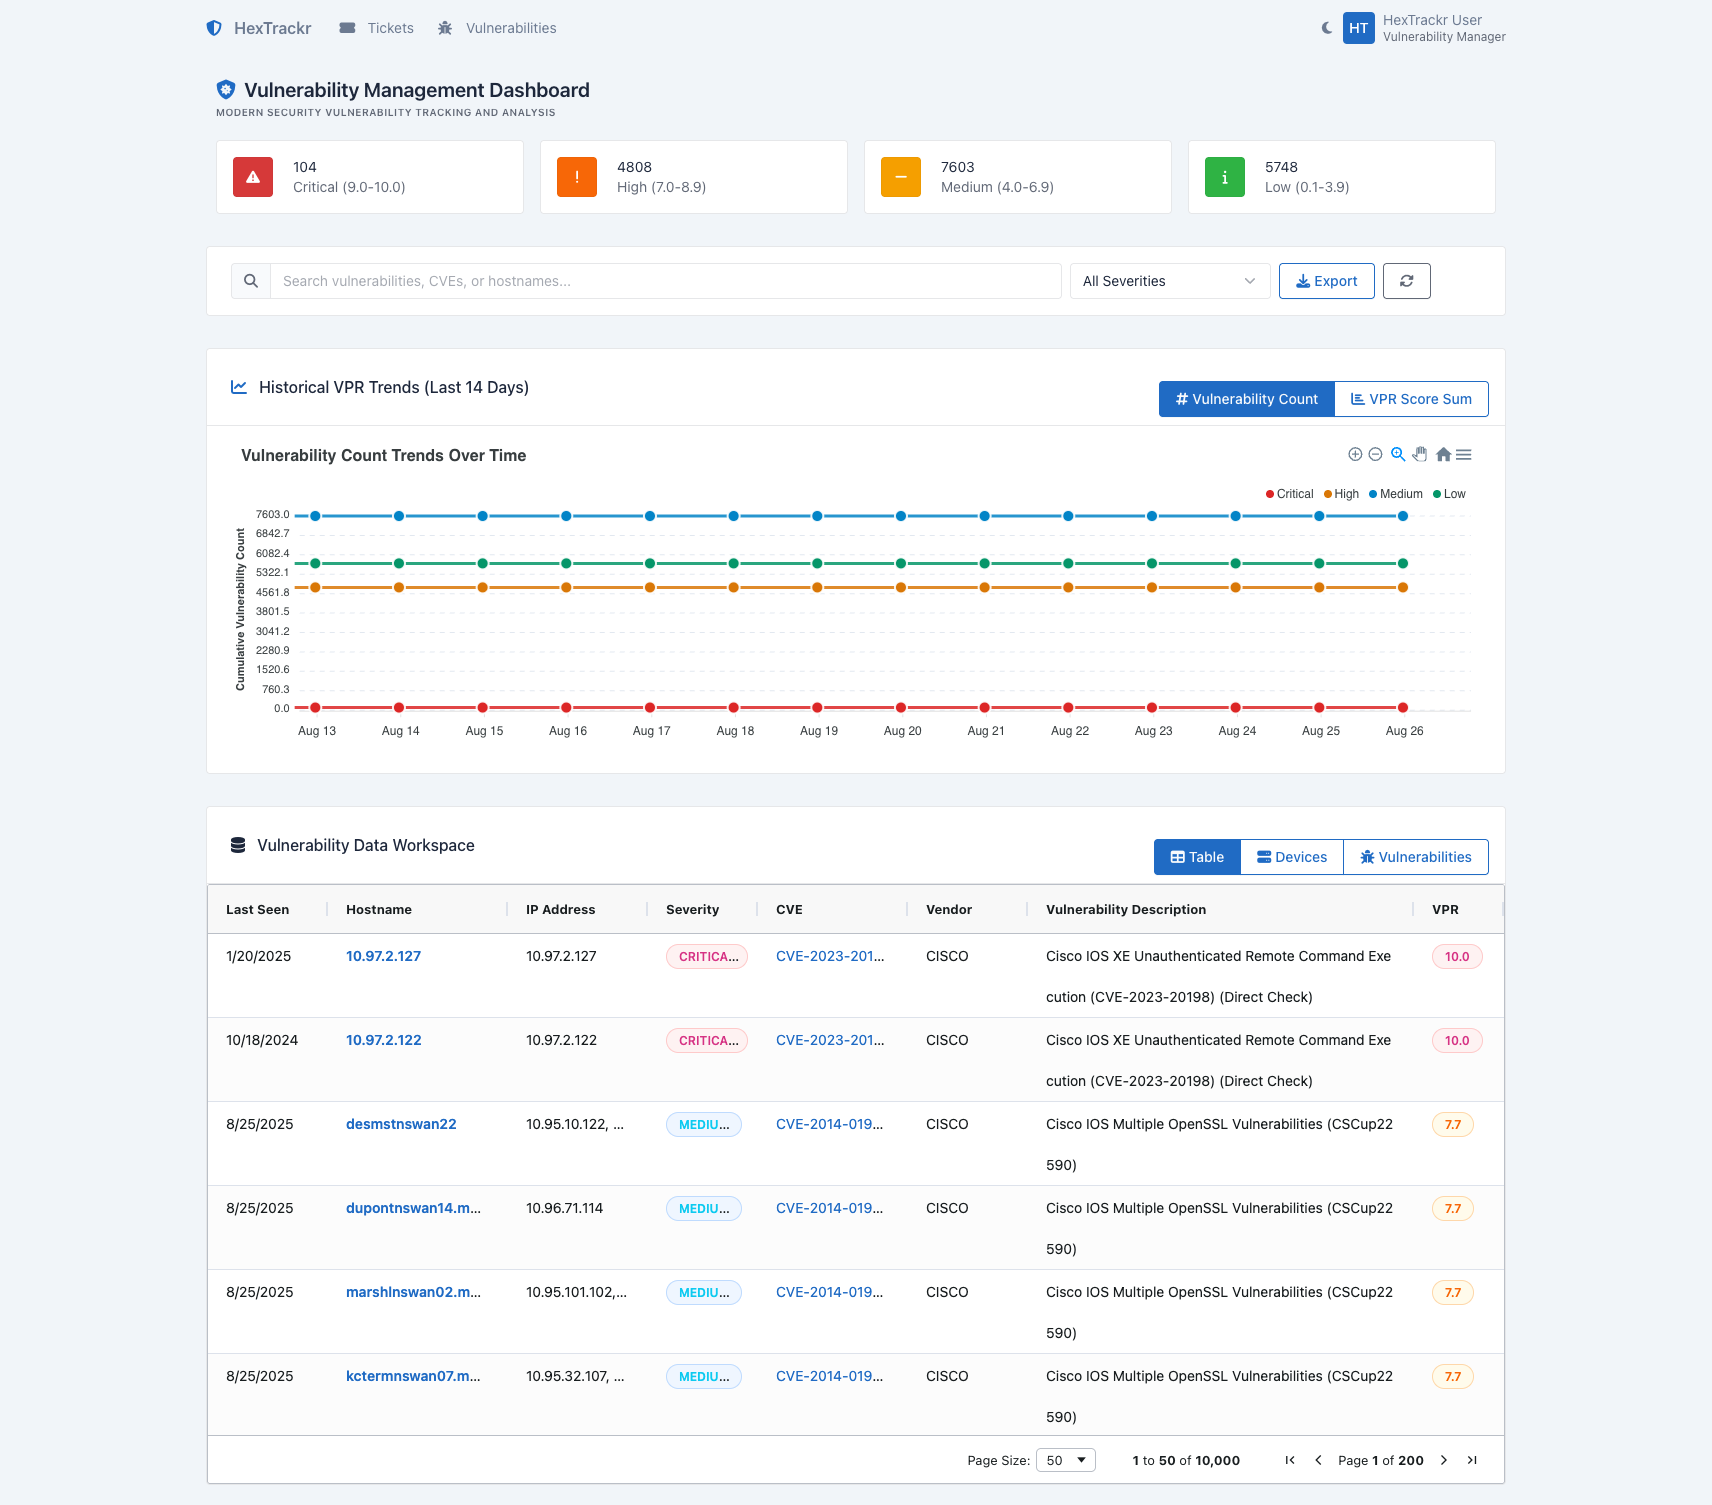 HexTrackr
Tickets
Vulnerabilities
HexTrackr User
HT
Vulnerability Manager
Vulnerability Management Dashboard
MODERN SECURITY VULNERABILITY TRACKING AND ANALYSIS
104
Critical (9.0-10.0)
4808
High (7.0-8.9)
7603
Medium (4.0-6.9)
5748
Low (0.1-3.9)
Search vulnerabilities, CVEs, or hostnames...
All Severities
Export
Historical VPR Trends (Last 14 Days)
Vulnerability Count
VPR Score Sum
Vulnerability Count Trends Over Time
Critical High Medium Low
Cumulative Vulnerability Count
7603.0
6842.7
6082.4
5322.1
4561.8
3801.5
3041.2
2280.9
1520.6
760.3
0.0
Aug 13 Aug 14 Aug 15 Aug 16 Aug 17 Aug 18 Aug 19 Aug 20 Aug 21 Aug 22 Aug 23 Aug 24 Aug 25 Aug 26
Vulnerability Data Workspace
Table
Devices
Vulnerabilities
Last Seen Hostname IP Address Severity CVE Vendor Vulnerability Description VPR
1/20/2025 10.97.2.127 10.97.2.127 CRITICA... CVE-2023-201... CISCO Cisco IOS XE Unauthenticated Remote Command Exe 10.0
cution (CVE-2023-20198) (Direct Check)
10/18/2024 10.97.2.122 10.97.2.122 CRITICA... CVE-2023-201... CISCO Cisco IOS XE Unauthenticated Remote Command Exe 10.0
cution (CVE-2023-20198) (Direct Check)
8/25/2025 desmstnswan22 10.95.10.122, ... MEDIU... CVE-2014-019... CISCO Cisco IOS Multiple OpenSSL Vulnerabilities (CSCup22 7.7
590)
8/25/2025 dupontnswan14.m... 10.96.71.114 MEDIU... CVE-2014-019... CISCO Cisco IOS Multiple OpenSSL Vulnerabilities (CSCup22 7.7
590)
8/25/2025 marshlnswan02.m... 10.95.101.102,... MEDIU... CVE-2014-019... CISCO Cisco IOS Multiple OpenSSL Vulnerabilities (CSCup22 7.7
590)
8/25/2025 kctermnswan07.m... 10.95.32.107, ... MEDIU... CVE-2014-019... CISCO Cisco IOS Multiple OpenSSL Vulnerabilities (CSCup22 7.7
590)
Page Size: 50 1 to 50 of 10,000 Page 1 of 200